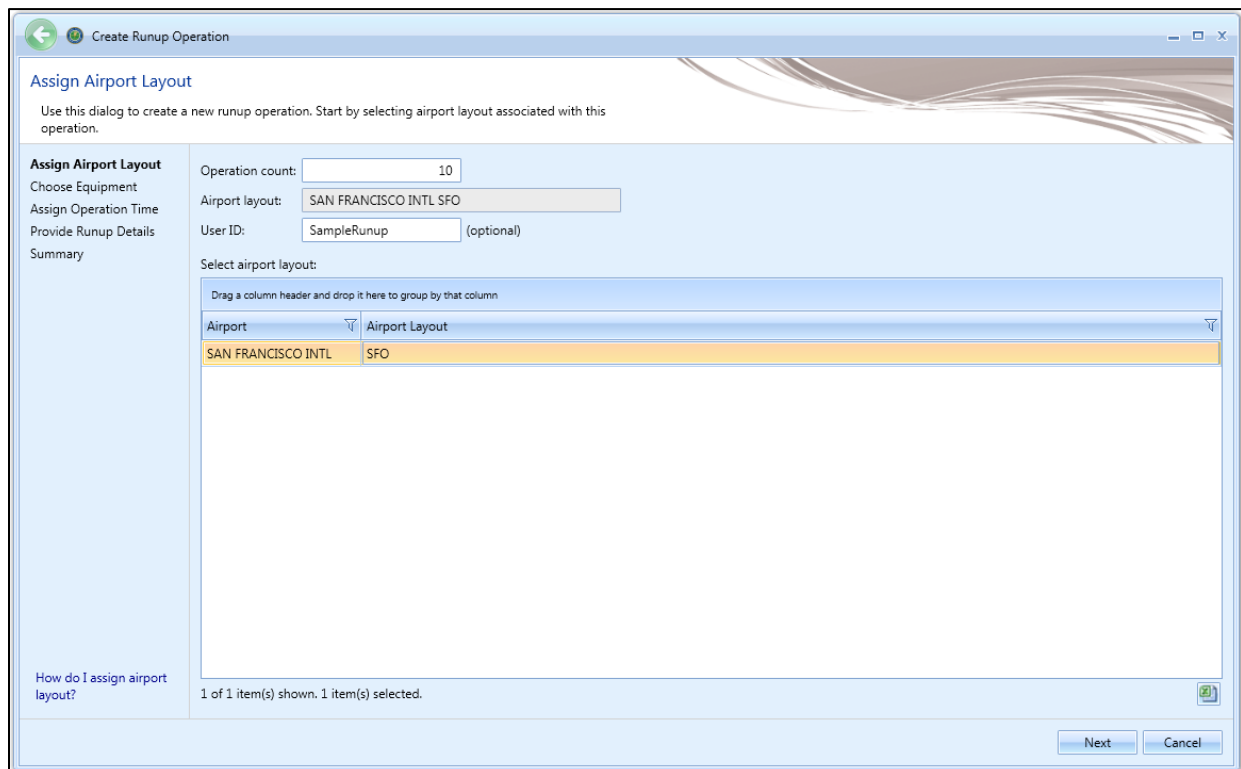 Create Runup Operation
Assign Airport Layout
Use this dialog to create a new runup operation. Start by selecting airport layout associated with this
operation.
Assign Airport Layout
Choose Equipment
Assign Operation Time
Provide Runup Details
Summary
Operation count: 10
Airport layout: SAN FRANCISCO INTL SFO
User ID: SampleRunup (optional)
Select airport layout:
Drag a column header and drop it here to group by that column
Airport Airport Layout
SAN FRANCISCO INTL SFO
How do I assign airport
layout?
1 of 1 item(s) shown. 1 item(s) selected.
Next Cancel